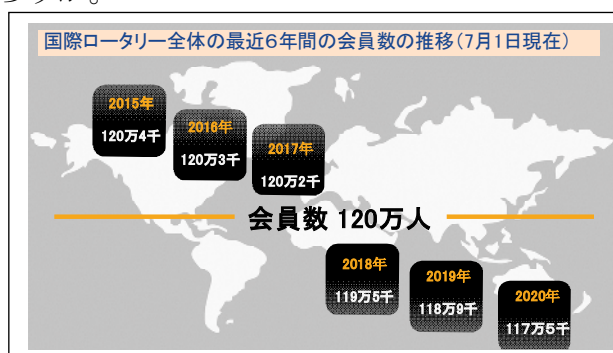 ますか。
国際ロータリー全体の最近6年間の会員数の推移(7月1日現在)
2015年
120万4千
2016年
120万3千
2017年
120万2千
会員数 120万人
2018年
119万5千
2019年
118万9千
2020年
117万5千